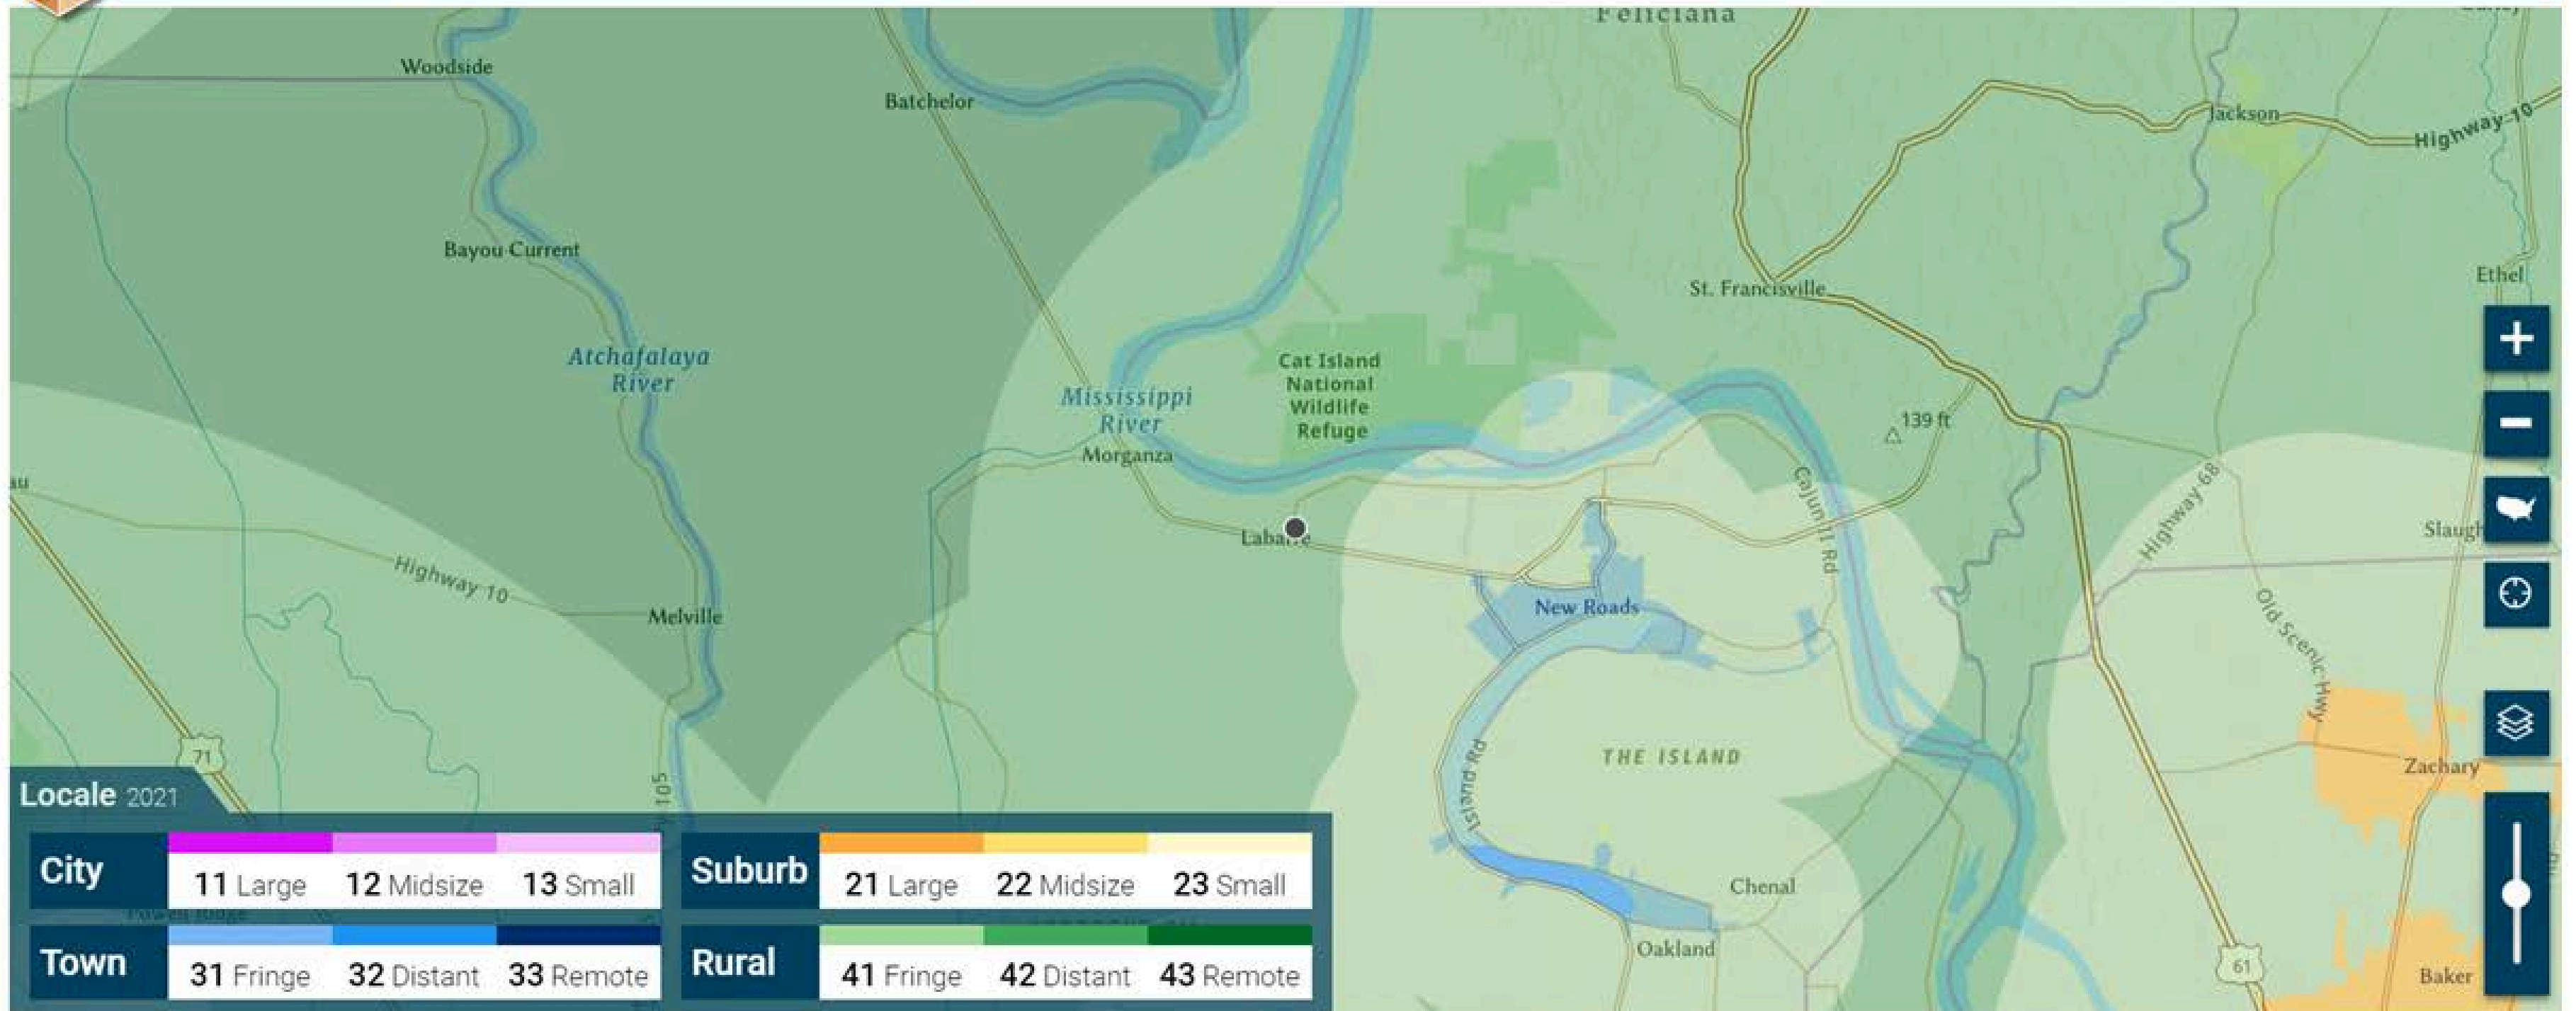 Feliciana
Woodside
Batchelor
Jackson
Highway 10
Bayou Current
St. Francisville
Ethel
Atchafalaya
River
Cat Island
National
Wildlife
Refuge
Mississippi
River
139 ft
Morganza
au
Cajun II Rd
Highway 68
Slaugh
Labarre
Highway 10
Melville
New Roads
Old Scenic Hwy
71
THE ISLAND
Island Rd
Zachary
105
Locale 2021
City
11 Large
12 Midsize
13 Small
Suburb
21 Large
22 Midsize
23 Small
Chenal
Powell Ridge
Town
31 Fringe
32 Distant
33 Remote
Rural
41 Fringe
42 Distant
43 Remote
Oakland
61
Baker